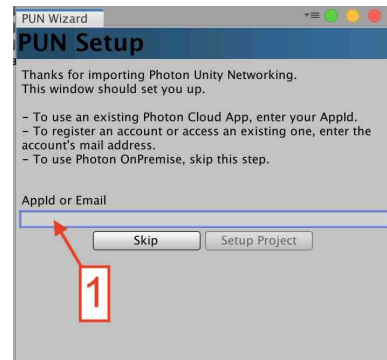 PUN Wizard
PUN Setup
Thanks for importing Photon Unity Networking.
This window should set you up.
– To use an existing Photon Cloud App, enter your AppId.
– To register an account or access an existing one, enter the
account's mail address.
– To use Photon OnPremise, skip this step.
AppId or Email
Skip
Setup Project
1